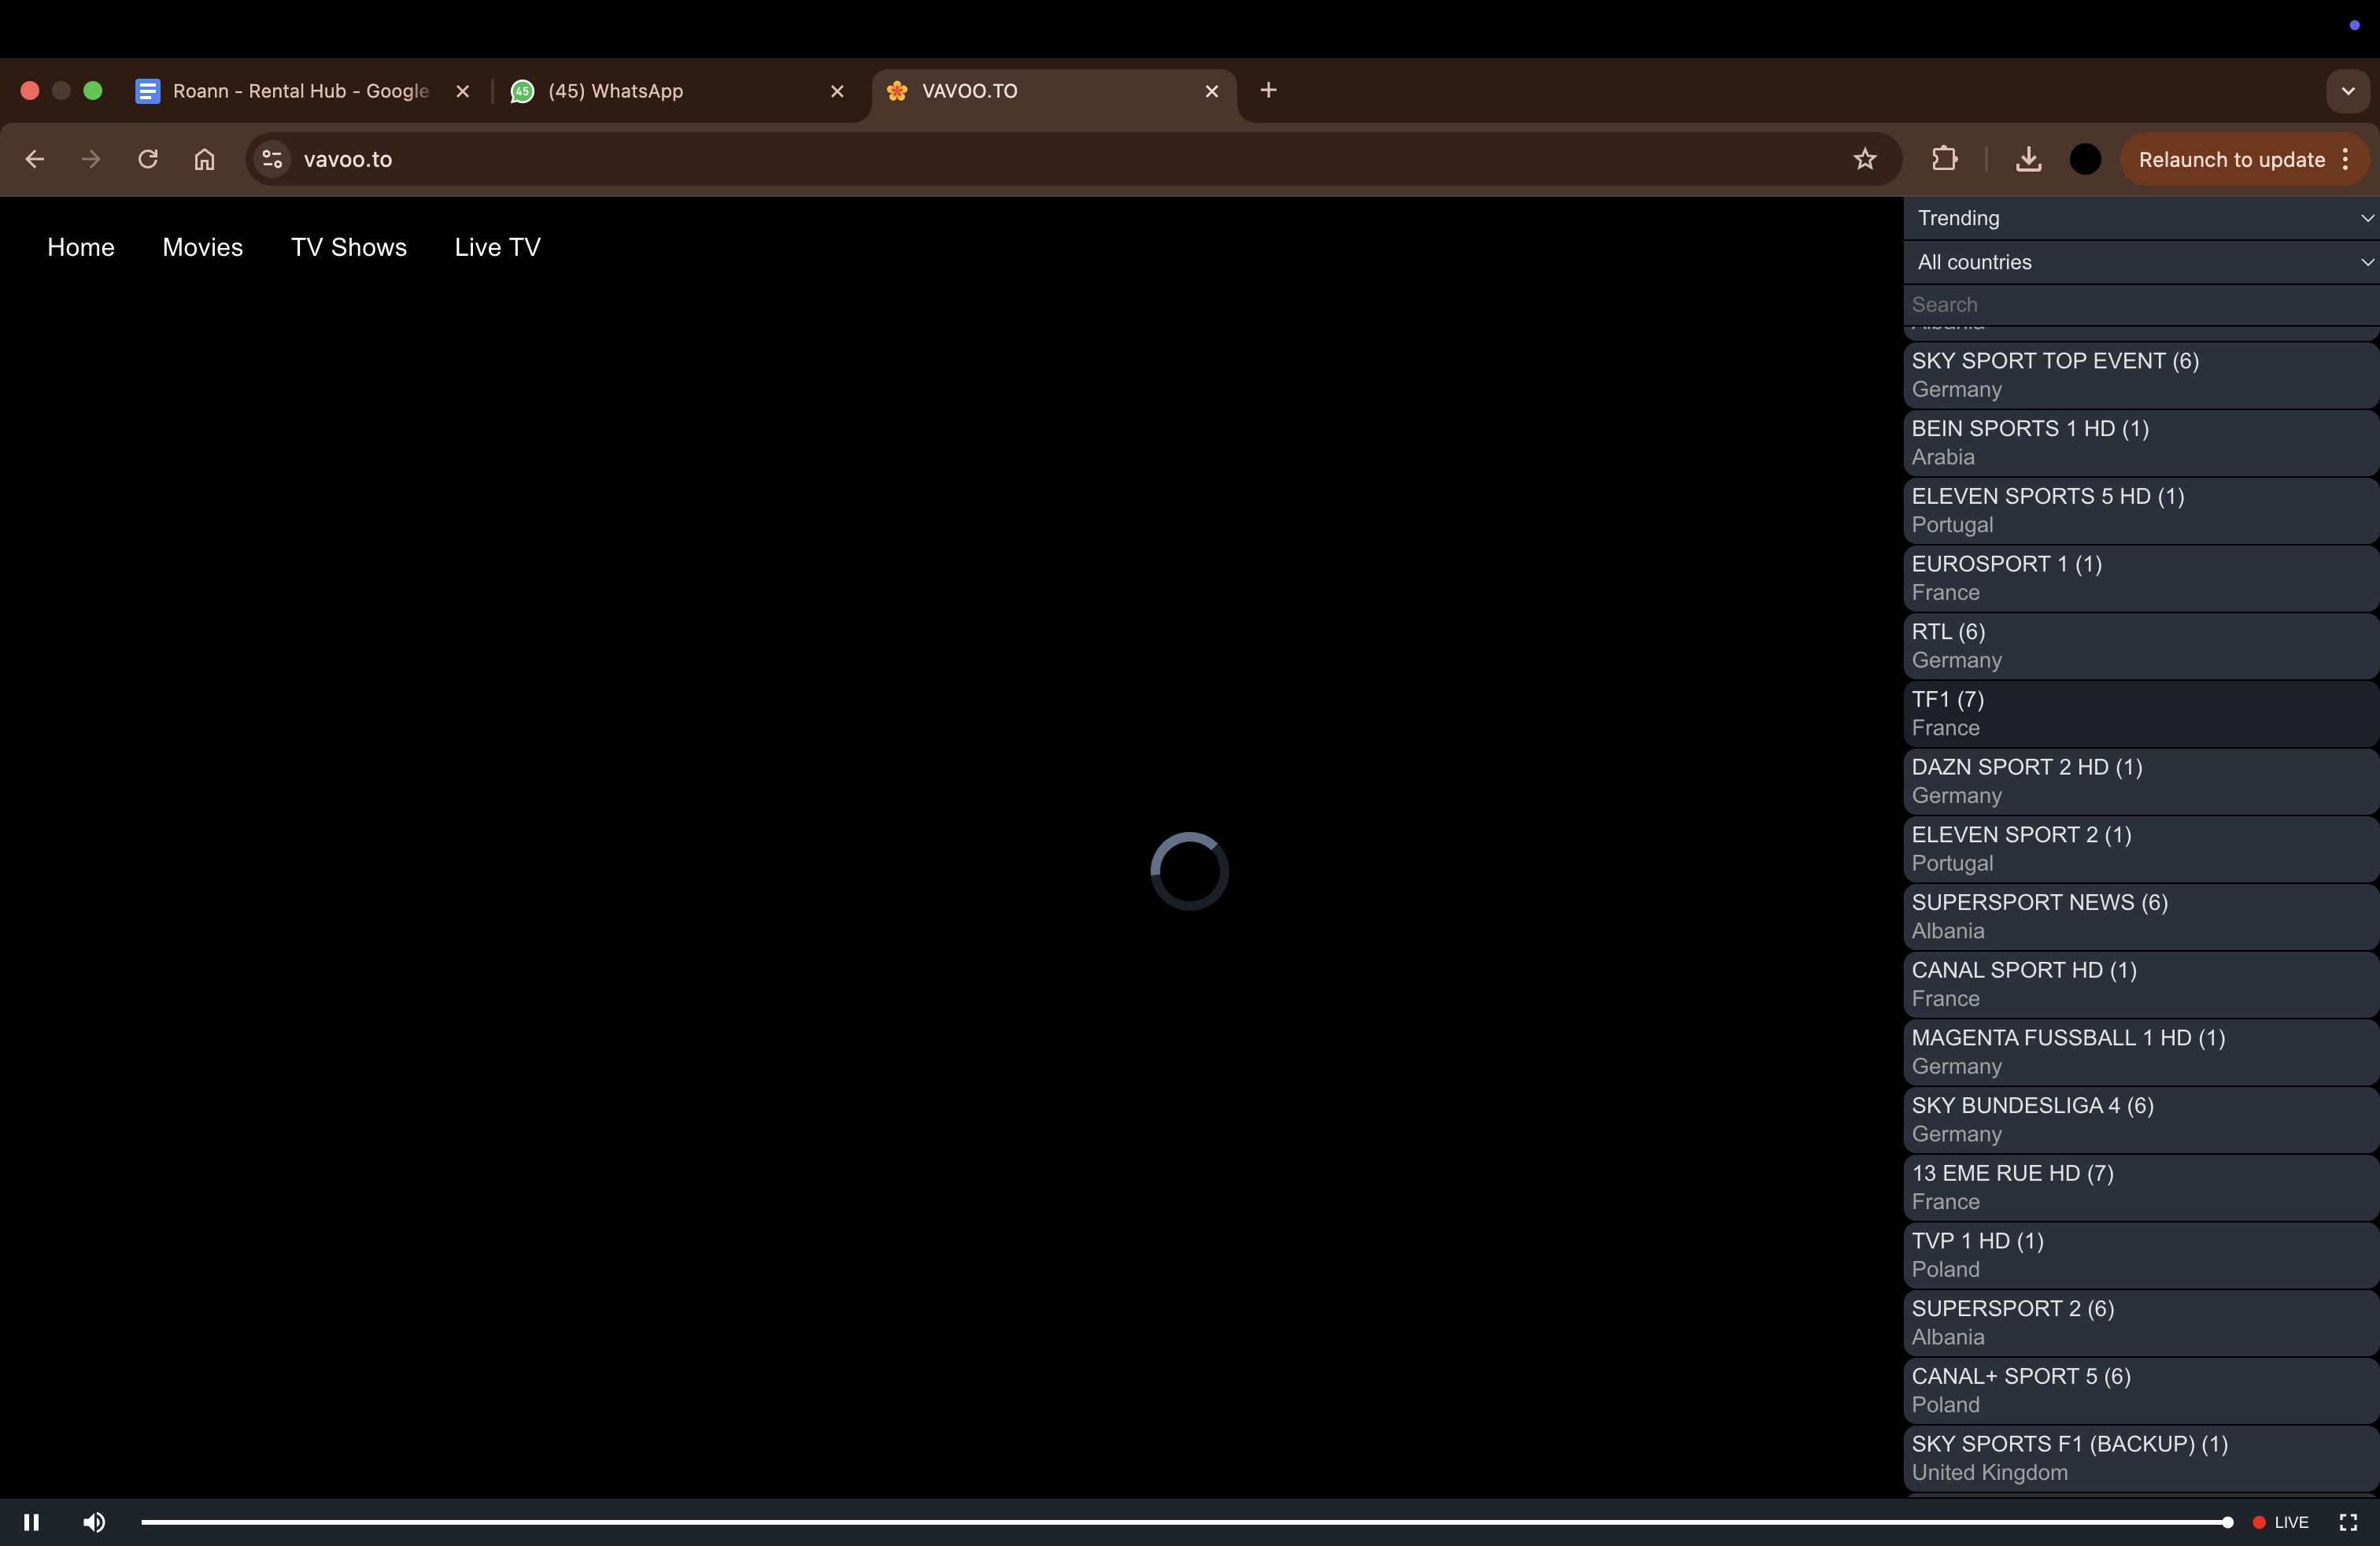 Roann - Rental Hub - Google
45
(45) WhatsApp
VAVOO.TO
vavoo.to
Relaunch to update
Home
Movies
TV Shows
Live TV
Trending
All countries
Search
Albania
SKY SPORT TOP EVENT (6)
Germany
BEIN SPORTS 1 HD (1)
Arabia
ELEVEN SPORTS 5 HD (1)
Portugal
EUROSPORT 1 (1)
France
RTL (6)
Germany
TF1 (7)
France
DAZN SPORT 2 HD (1)
Germany
ELEVEN SPORT 2 (1)
Portugal
SUPERSPORT NEWS (6)
Albania
CANAL SPORT HD (1)
France
MAGENTA FUSSBALL 1 HD (1)
Germany
SKY BUNDESLIGA 4 (6)
Germany
13 EME RUE HD (7)
France
TVP 1 HD (1)
Poland
SUPERSPORT 2 (6)
Albania
CANAL+ SPORT 5 (6)
Poland
SKY SPORTS F1 (BACKUP) (1)
United Kingdom
LIVE